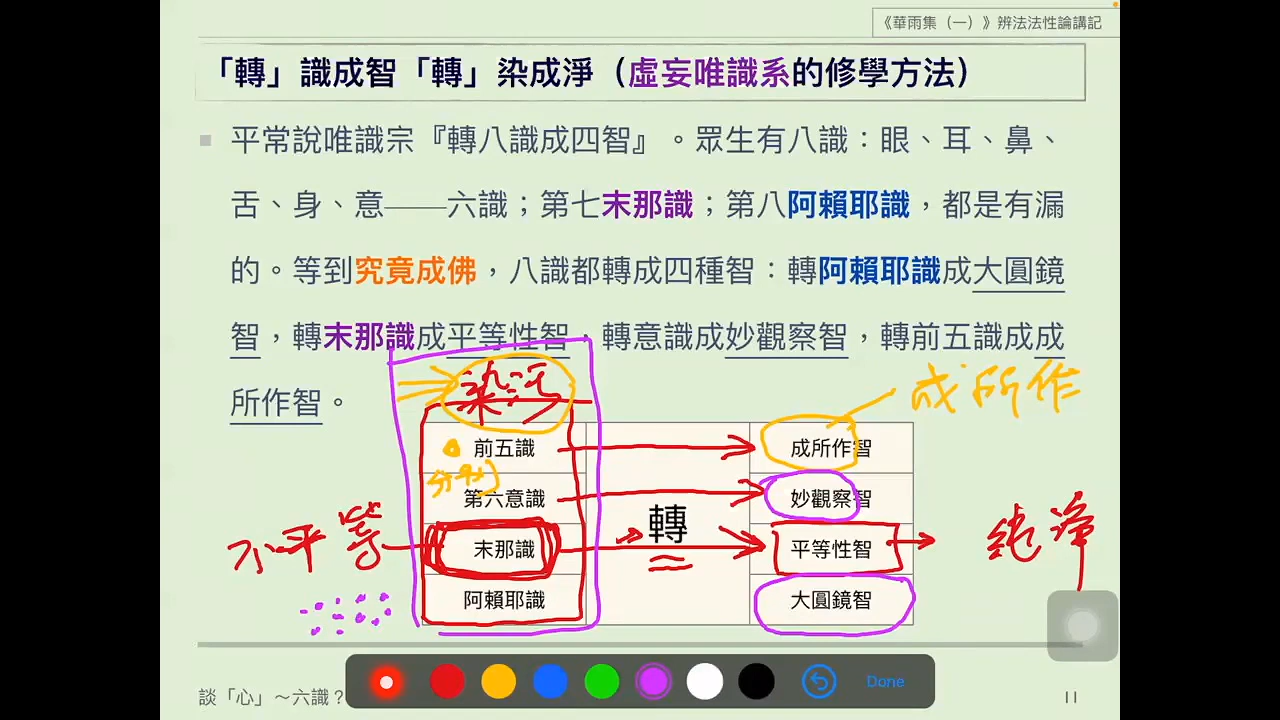 《華雨集（一）》辨法法性論講記
「轉」識成智「轉」染成淨（虛妄唯識系的修學方法）
平常說唯識宗『轉八識成四智』。眾生有八識：眼、耳、鼻、
舌、身、意——六識；第七末那識；第八阿賴耶識，都是有漏
的。等到究竟成佛，八識都轉成四種智：轉阿賴耶識成大圓鏡
智，轉末那識成平等性智，轉意識成妙觀察智，轉前五識成成
所作智。
染污
成所作
前五識
成所作智
分別
第六意識
妙觀察智
轉
不平等
末那識
平等性智
純淨
阿賴耶識
大圓鏡智
談「心」～六識？
Done
11